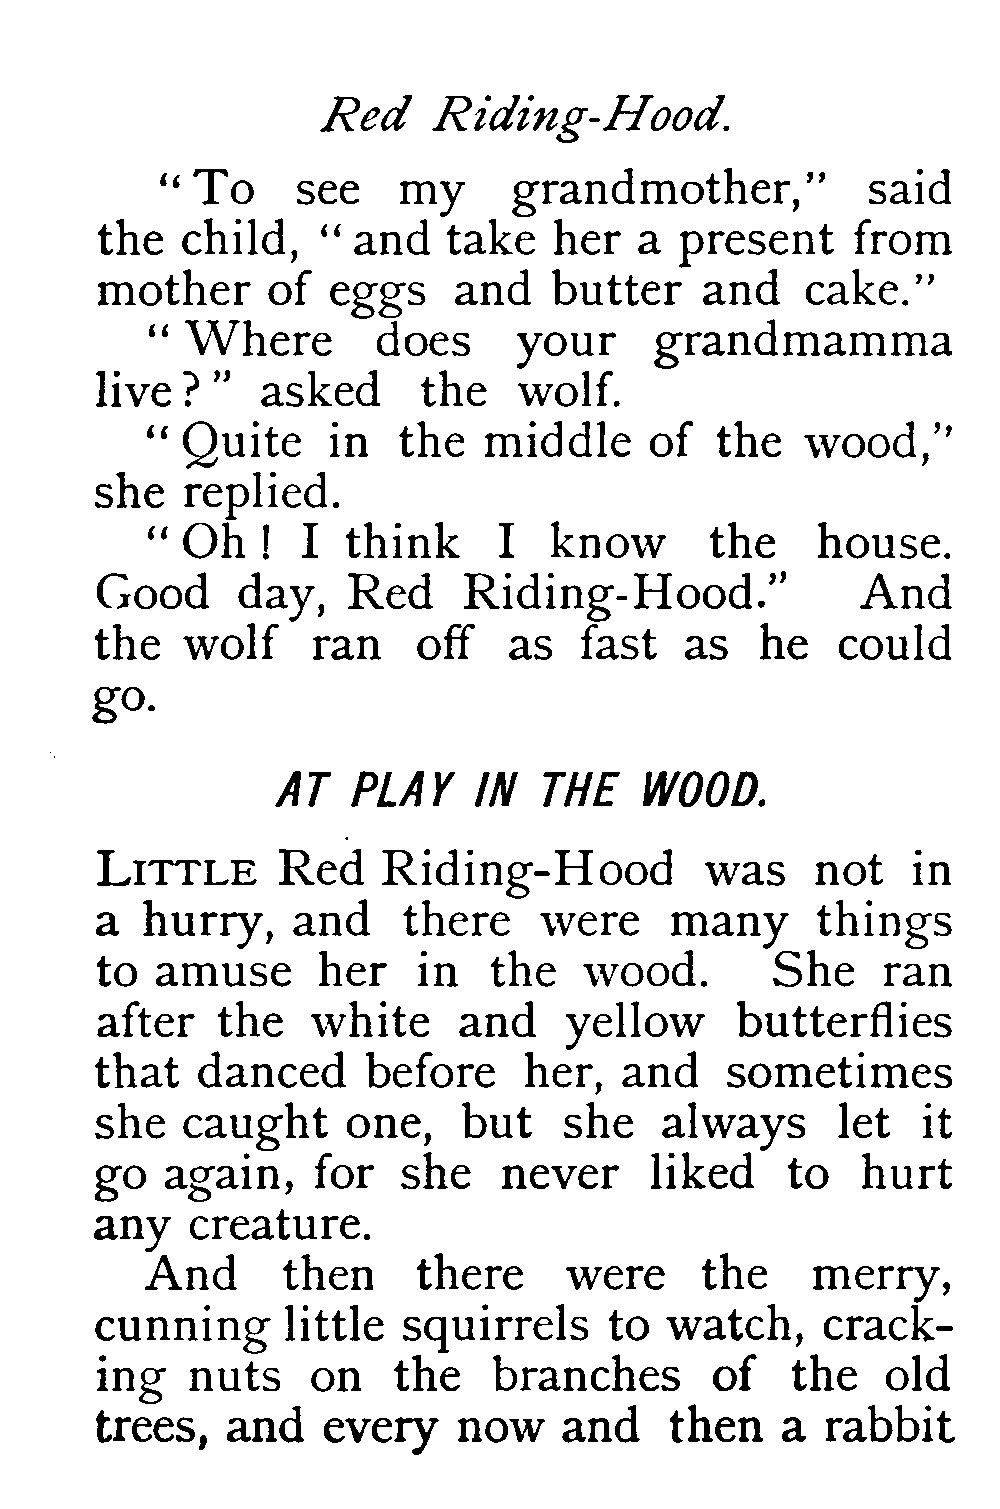 Red Riding-Hood.
“ To see my grandmother,” said
the child, “ and take her a present from
mother of eggs and butter and cake.”
“ Where does your grandmamma
live ? ” asked the wolf.
“ Quite in the middle of the wood,”
she replied.
“ Oh ! I think I know the house.
Good day, Red Riding-Hood.” And
the wolf ran off as fast as he could
go.
AT PLAY IN THE WOOD.
LITTLE Red Riding-Hood was not in
a hurry, and there were many things
to amuse her in the wood. She ran
after the white and yellow butterflies
that danced before her, and sometimes
she caught one, but she always let it
go again, for she never liked to hurt
any creature.
And then there were the merry,
cunning little squirrels to watch, crack-
ing nuts on the branches of the old
trees, and every now and then a rabbit